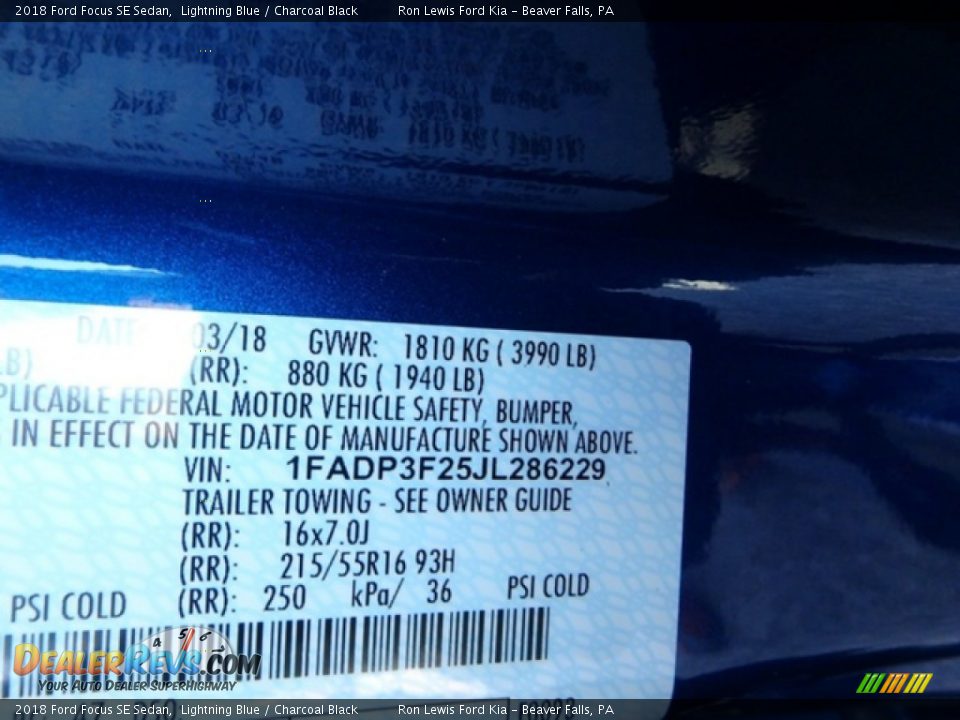 2018 Ford Focus SE Sedan, Lightning Blue / Charcoal Black Ron Lewis Ford Kia - Beaver Falls, PA
DATE 03/18 GVWR: 1810 KG ( 3990 LB)
LB) (RR): 880 KG ( 1940 LB)
PLICABLE FEDERAL MOTOR VEHICLE SAFETY, BUMPER,
IN EFFECT ON THE DATE OF MANUFACTURE SHOWN ABOVE.
VIN: 1FADP3F25JL286229
TRAILER TOWING - SEE OWNER GUIDE
(RR): 16x7.0J
(RR): 215/55R16 93H
PSI COLD (RR): 250 kPa/ 36 PSI COLD
4 5 6
DEALERREVS.COM
Your Auto Dealer SuperHighway
2018 Ford Focus SE Sedan, Lightning Blue / Charcoal Black Ron Lewis Ford Kia - Beaver Falls, PA